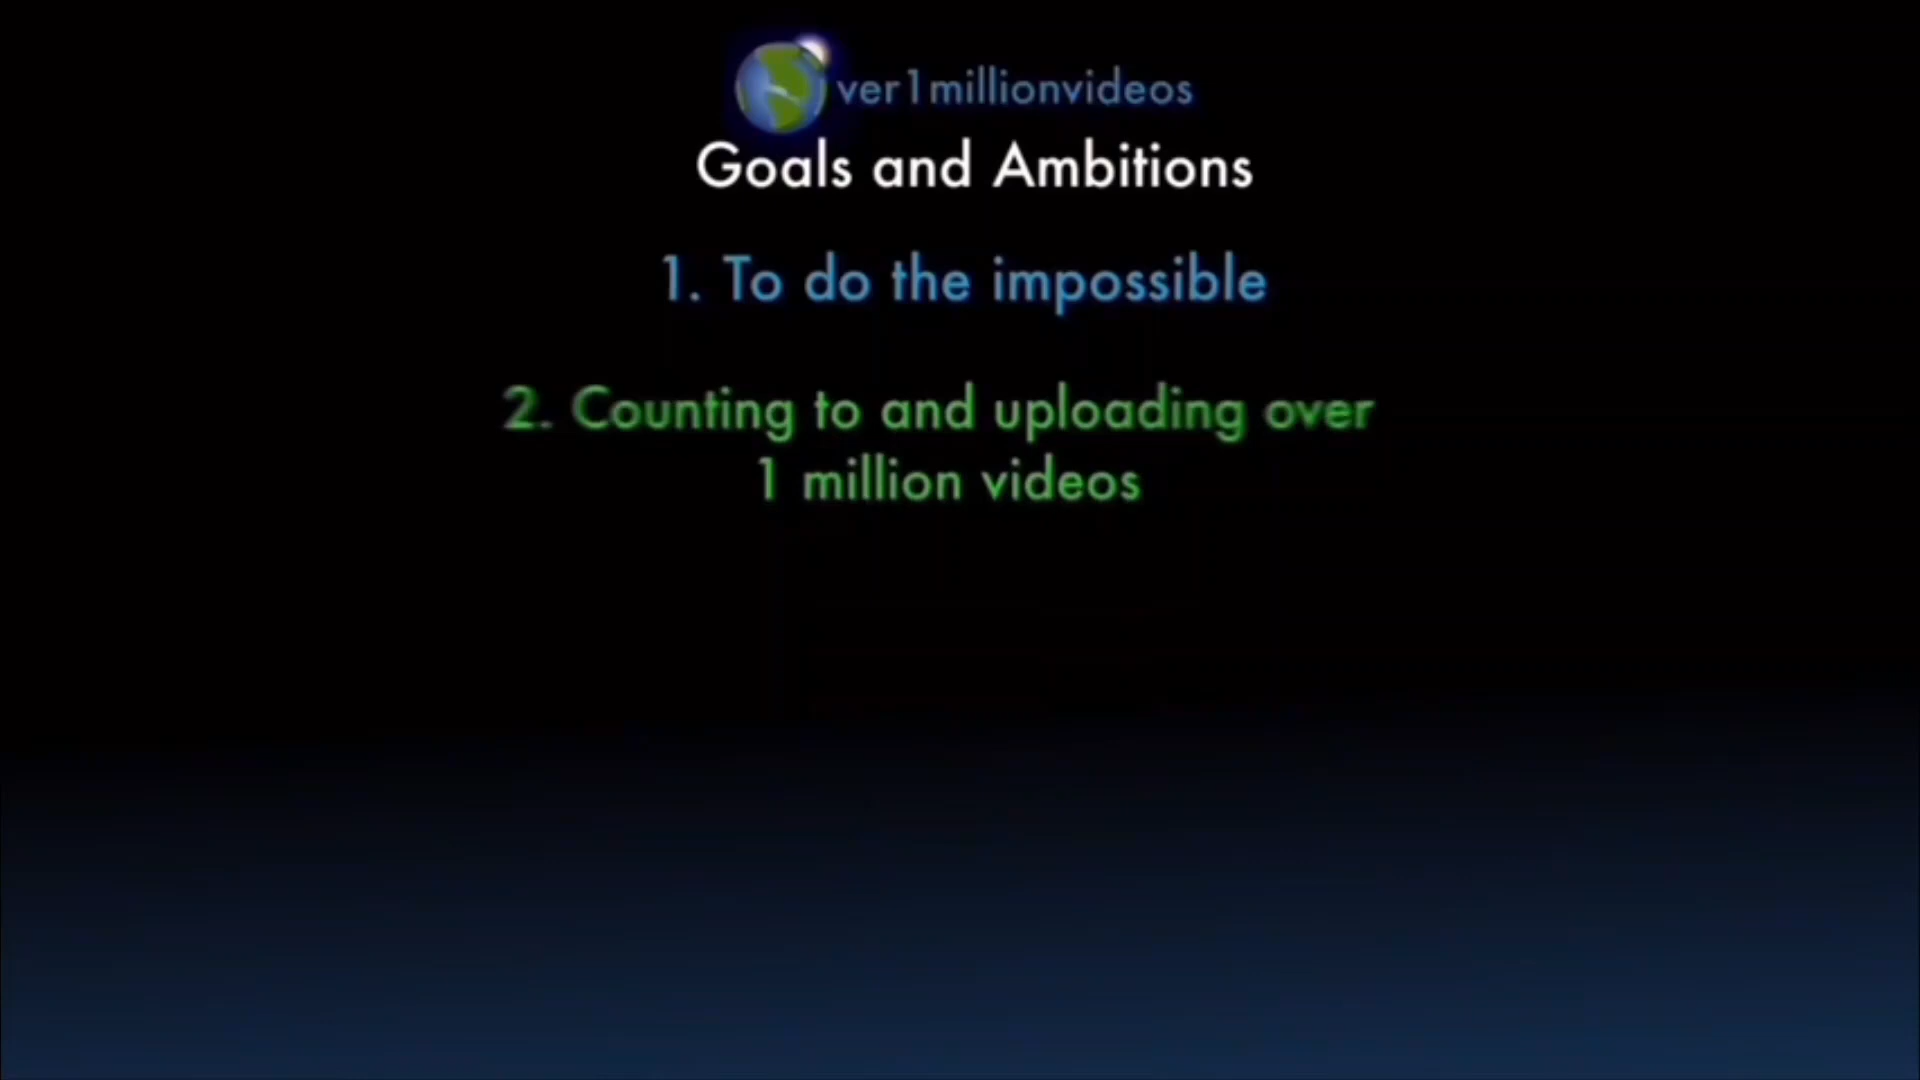 ver1millionvideos
Goals and Ambitions
1. To do the impossible
2. Counting to and uploading over
1 million videos